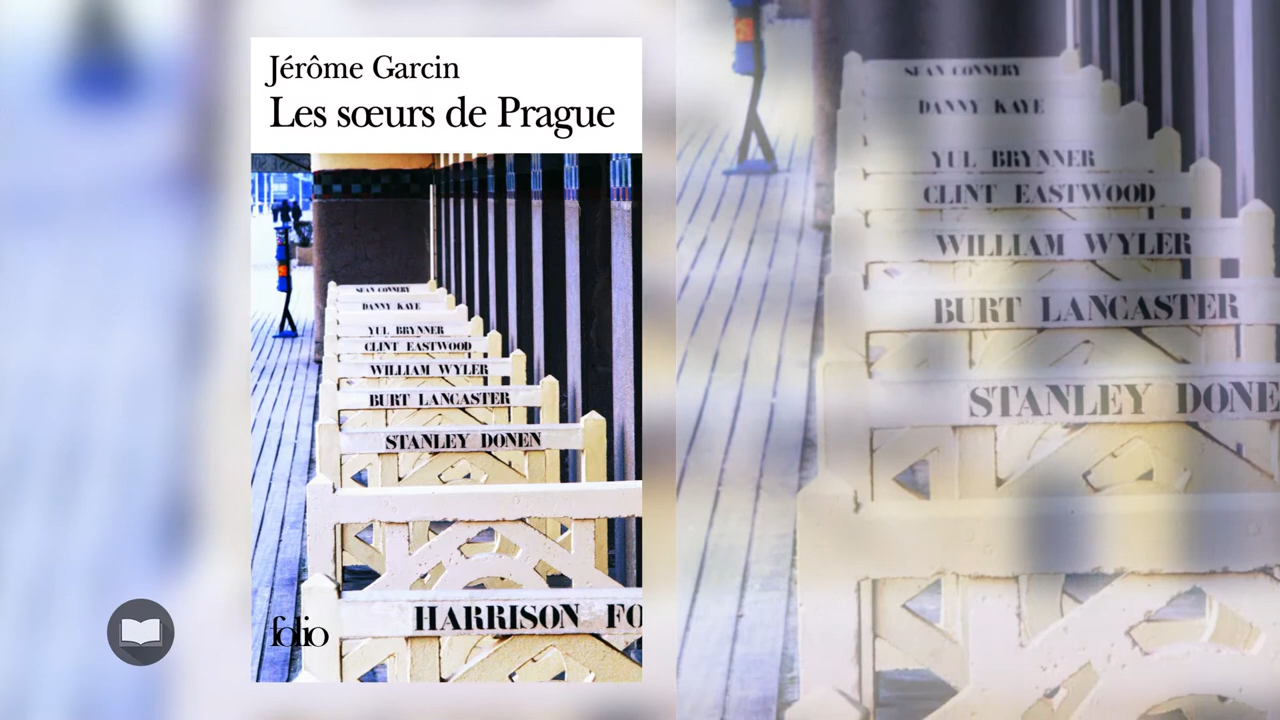 Jérôme Garcin
Les sœurs de Prague
SEAN CONNERY
DANNY KAYE
YUL BRYNNER
CLINT EASTWOOD
WILLIAM WYLER
BURT LANCASTER
STANLEY DONEN
HARRISON FO
folio
SEAN CONNERY
DANNY KAYE
YUL BRYNNER
CLINT EASTWOOD
WILLIAM WYLER
BURT LANCASTER
STANLEY DONE